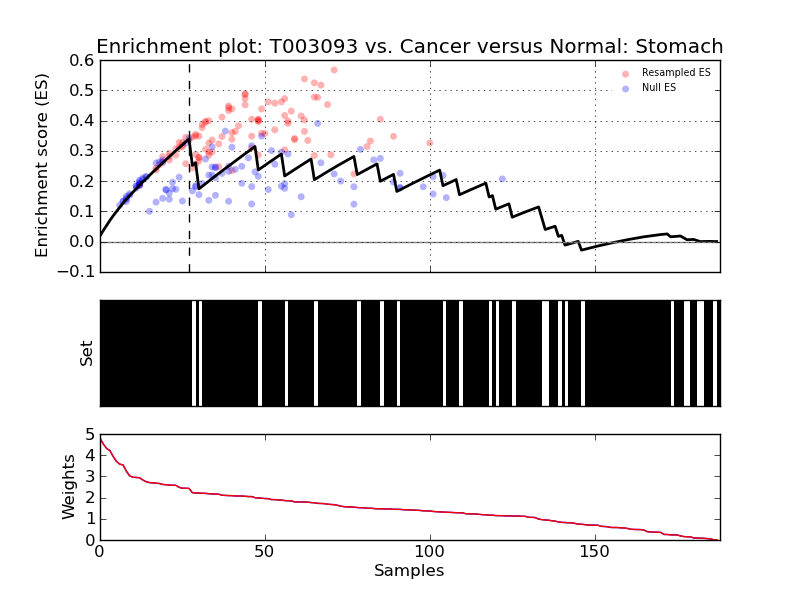 Enrichment plot: T003093 vs. Cancer versus Normal: Stomach
0.6
0.5
0.4
0.3
0.2
0.1
0.0
−0.1
Enrichment score (ES)
Resampled ES
Null ES
Set
5
4
3
2
1
0
Weights
0
50
100
150
Samples